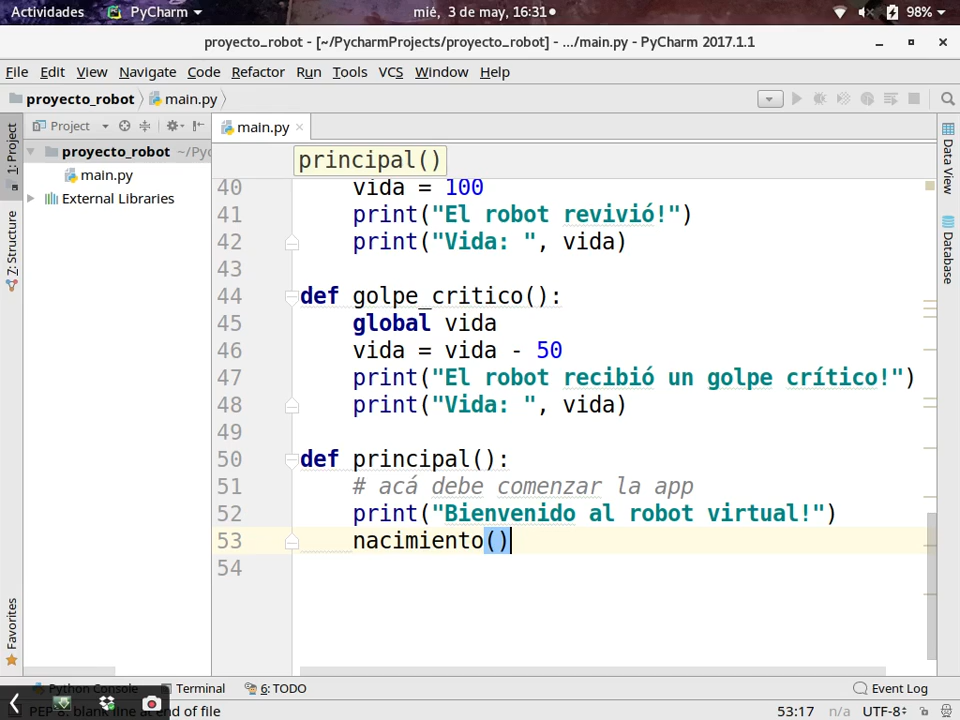 Actividades PyCharm mié, 3 de may, 16:31 98%
proyecto_robot - [~/PycharmProjects/proyecto_robot] - .../main.py - PyCharm 2017.1.1
File Edit View Navigate Code Refactor Run Tools VCS Window Help
proyecto_robot main.py
Project main.py
1: Project
proyecto_robot ~/Pyc
main.py
External Libraries
Z: Structure
Favorites
Data View
Database
principal()
40 vida = 100
41 print("El robot revivió!")
42 print("Vida: ", vida)
43
44 def golpe_critico():
45 global vida
46 vida = vida - 50
47 print("El robot recibió un golpe crítico!")
48 print("Vida: ", vida)
49
50 def principal():
51 # acá debe comenzar la app
52 print("Bienvenido al robot virtual!")
53 nacimiento()
54
Python Console Terminal 6: TODO Event Log
PEP 8: blank line at end of file 53:17 n/a UTF-8